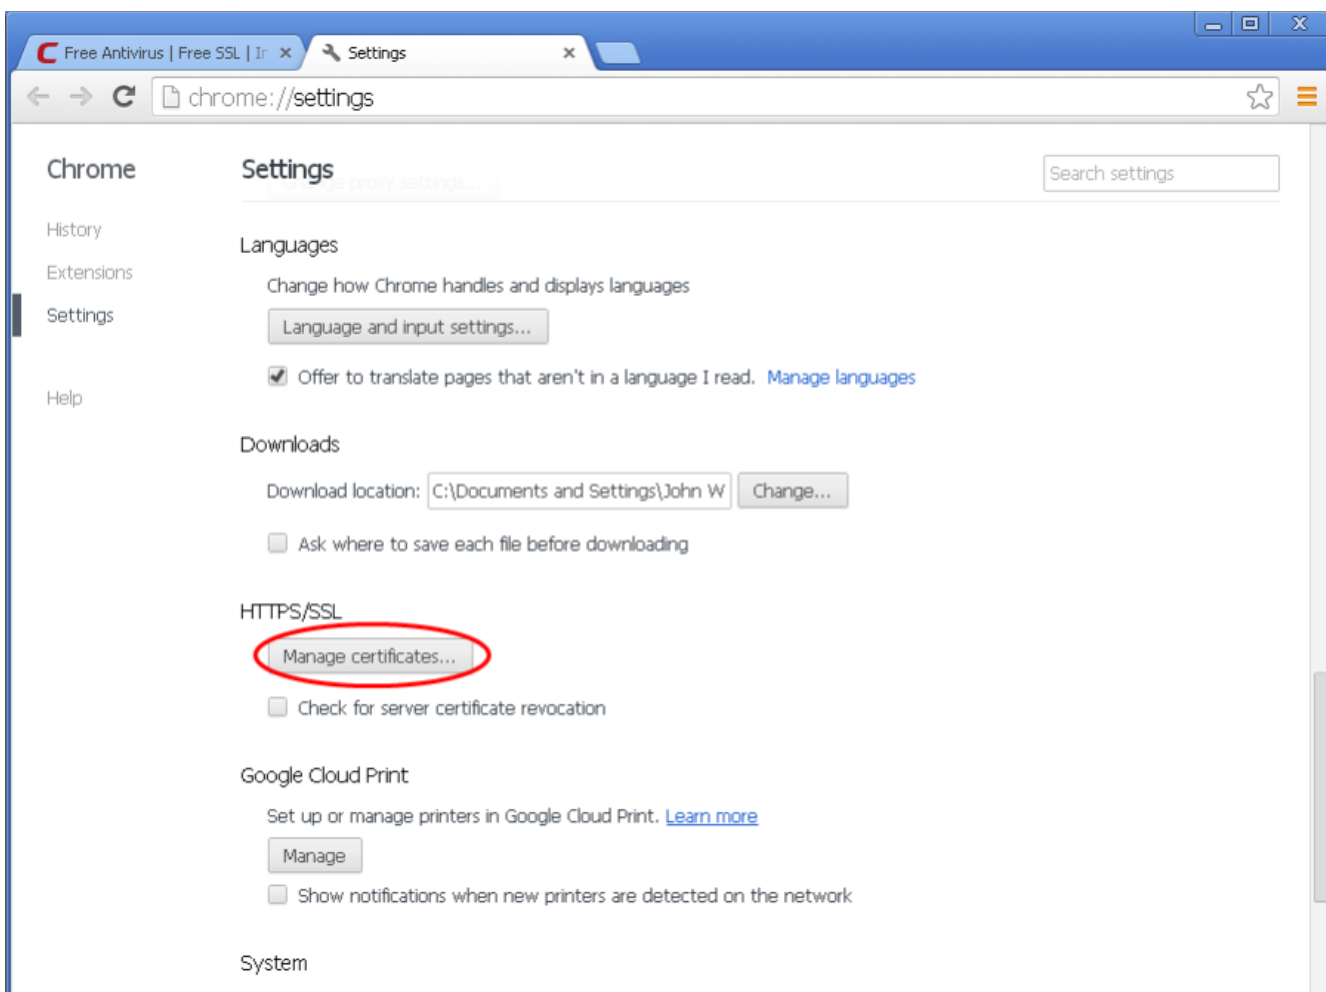 Free Antivirus | Free SSL | Ir
Settings
chrome://settings
Chrome
History
Extensions
Settings
Help
Settings
Change proxy settings...
Search settings
Languages
Change how Chrome handles and displays languages
Language and input settings...
Offer to translate pages that aren't in a language I read. Manage languages
Downloads
Download location: C:\Documents and Settings\John W Change...
Ask where to save each file before downloading
HTTPS/SSL
Manage certificates...
Check for server certificate revocation
Google Cloud Print
Set up or manage printers in Google Cloud Print. Learn more
Manage
Show notifications when new printers are detected on the network
System